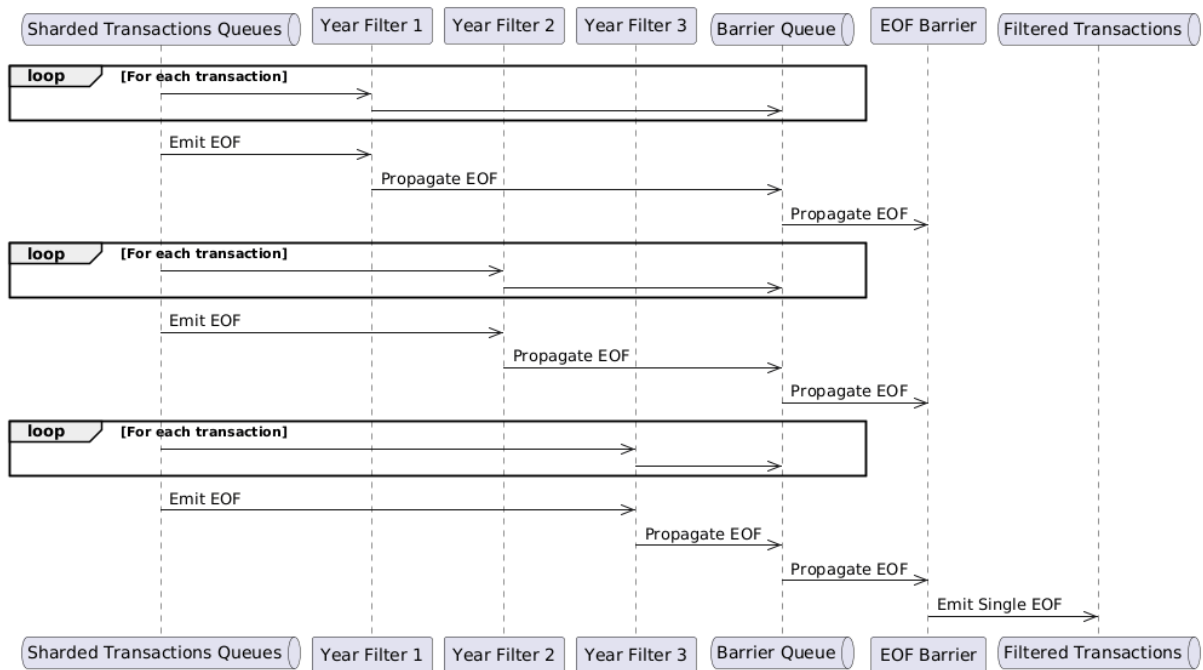 Sharded Transactions Queues Year Filter 1 Year Filter 2 Year Filter 3 Barrier Queue EOF Barrier Filtered Transactions
loop [For each transaction]
Emit EOF
Propagate EOF
Propagate EOF
loop [For each transaction]
Emit EOF
Propagate EOF
Propagate EOF
loop [For each transaction]
Emit EOF
Propagate EOF
Propagate EOF
Emit Single EOF
Sharded Transactions Queues Year Filter 1 Year Filter 2 Year Filter 3 Barrier Queue EOF Barrier Filtered Transactions